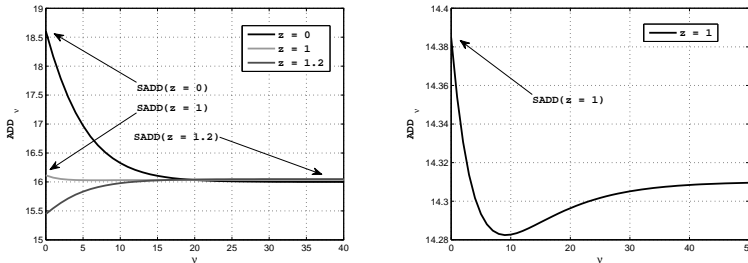 19
18.5
18
17.5
17
16.5
16
15.5
15
0
5
10
15
20
25
30
35
40
ADD ν
ν
z = 0
z = 1
z = 1.2
SADD(z = 0)
SADD(z = 1)
SADD(z = 1.2)
14.4
14.38
14.36
14.34
14.32
14.3
14.28
0
10
20
30
40
50
ADD ν
ν
z = 1
SADD(z = 1)